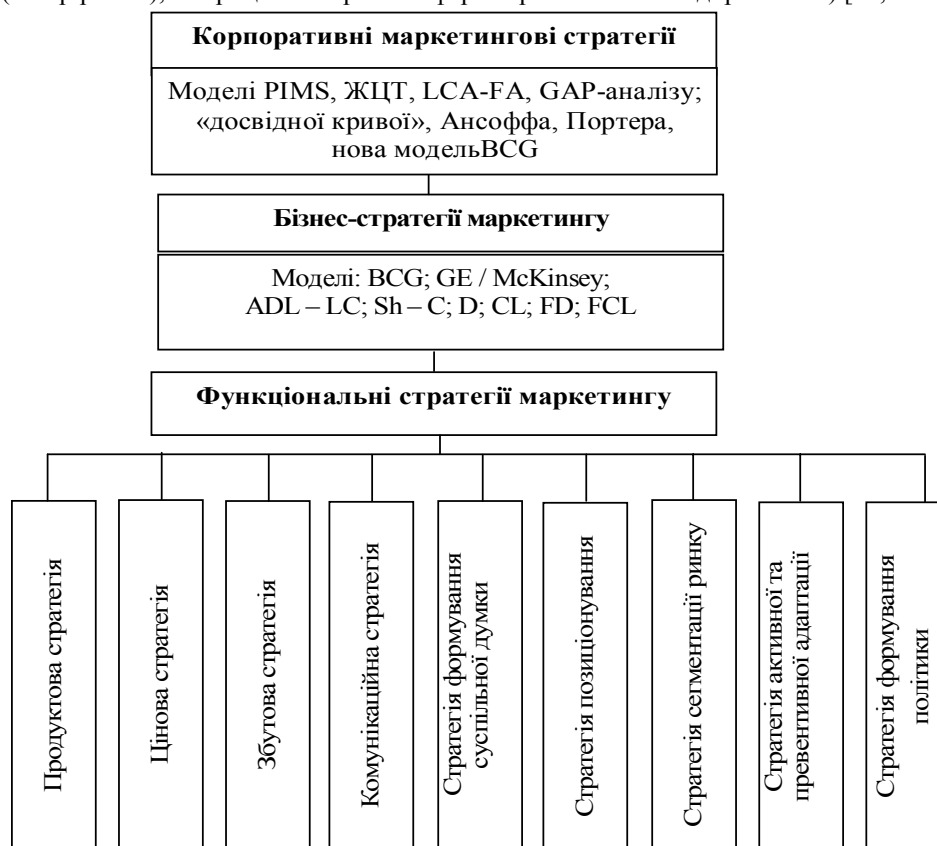 Корпоративні маркетингові стратегії
Моделі PIMS, ЖЦТ, LCA-FA, GAP-аналізу;
«досвідної кривої», Ансоффа, Портера,
нова модельBCG
Бізнес-стратегії маркетингу
Моделі: BCG; GE / McKinsey;
ADL – LC; Sh – C; D; CL; FD; FCL
Функціональні стратегії маркетингу
Продуктова стратегія
Цінова стратегія
Збутова стратегія
Комунікаційна стратегія
Стратегія формування
суспільної думки
Стратегія позиціонування
Стратегія сегментації ринку
Стратегія активної та
превентивної адаптації
Стратегія формування
політики